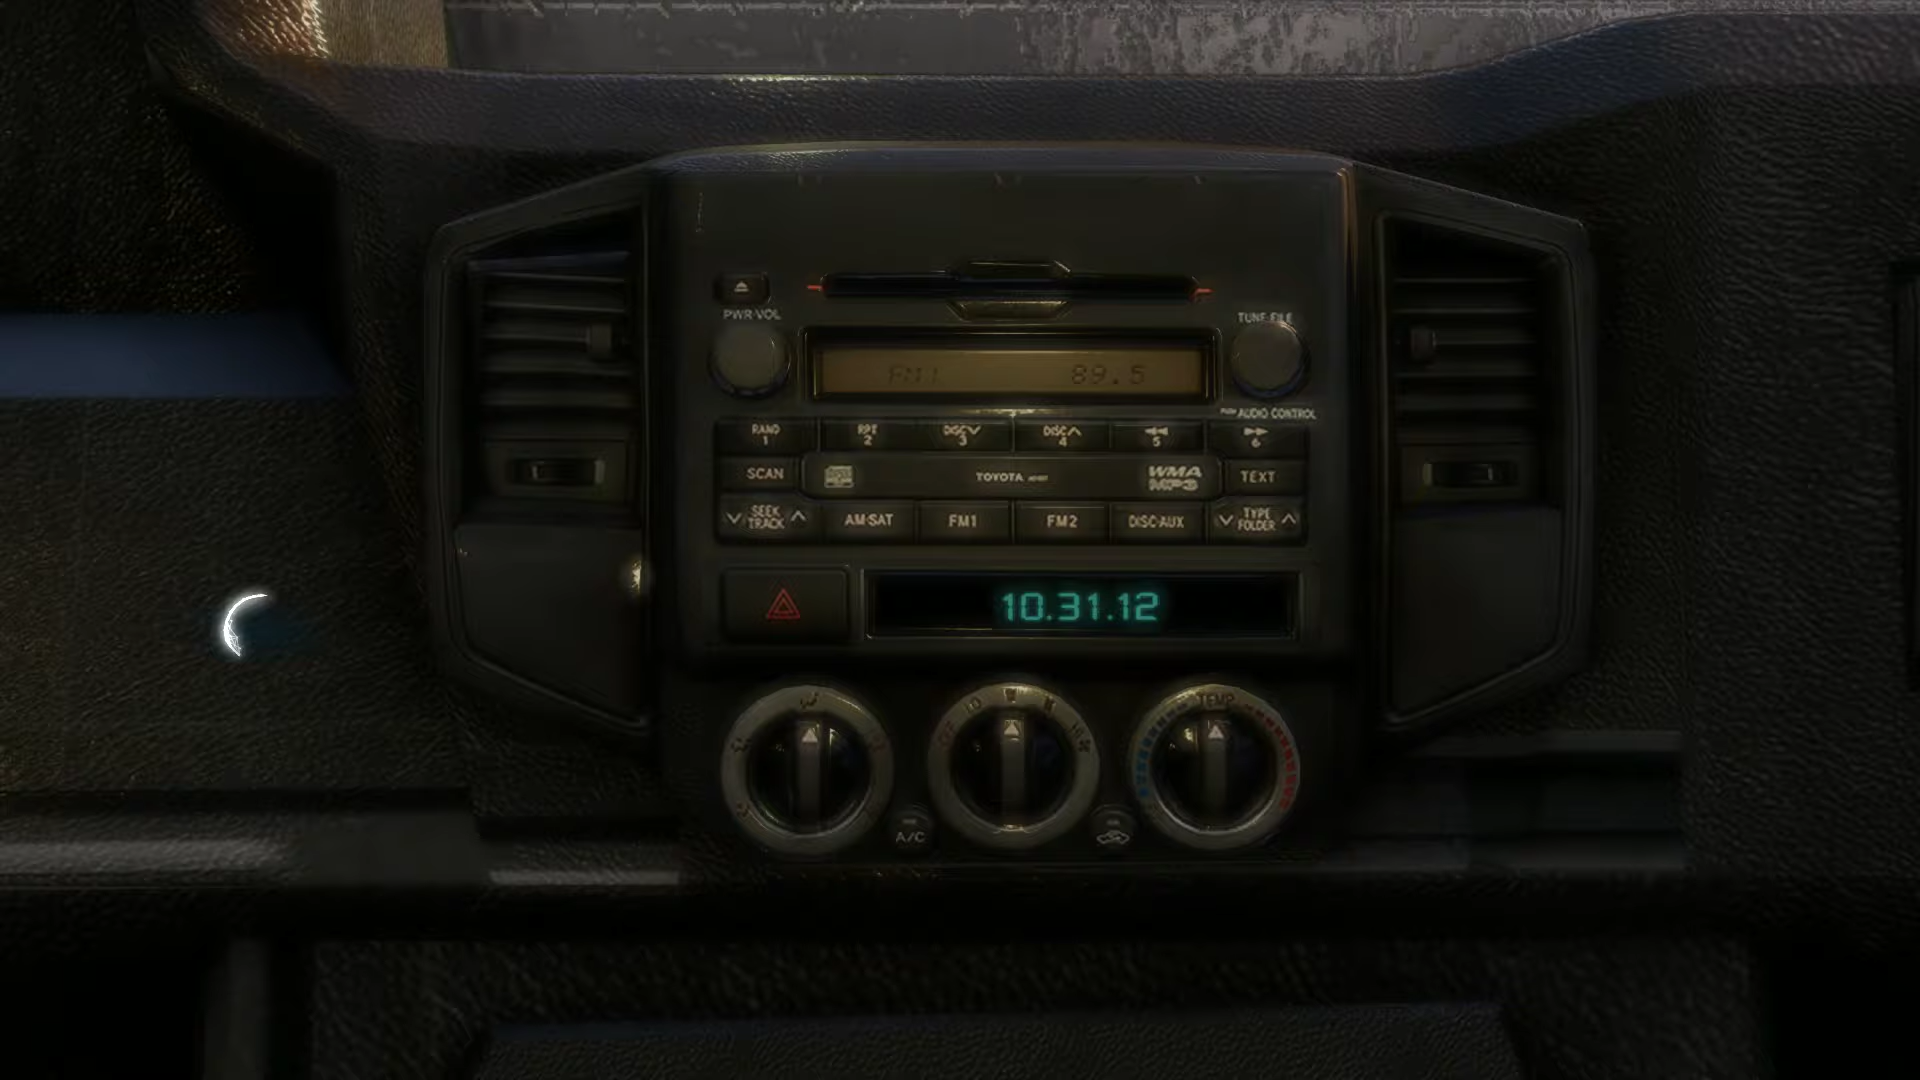 PWR·VOL
TUNE·FILE
FM1 89.5
PUSH AUDIO CONTROL
RAND 1
RPT 2
DISC 3
DISC 4
5
6
SCAN
TOYOTA
WMA
MP3
TEXT
SEEK
TRACK
AM·SAT
FM1
FM2
DISC·AUX
TYPE
FOLDER
10.31.12
TEMP
A/C